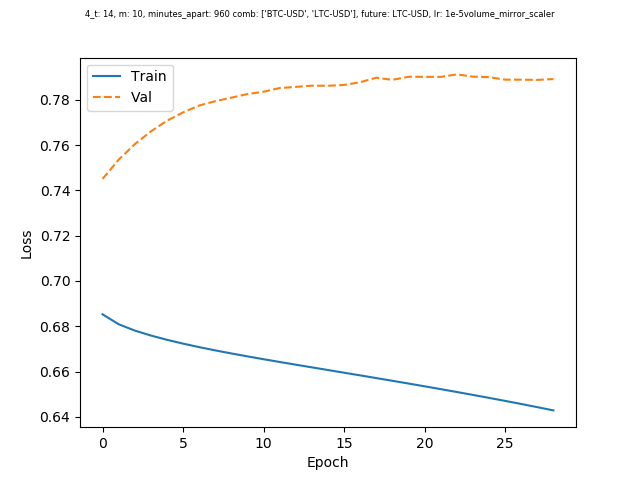 4_t: 14, m: 10, minutes_apart: 960 comb: ['BTC-USD', 'LTC-USD'], future: LTC-USD, lr: 1e-5volume_mirror_scaler
Train
Val
0.78
0.76
0.74
0.72
0.70
0.68
0.66
0.64
Loss
0 5 10 15 20 25
Epoch